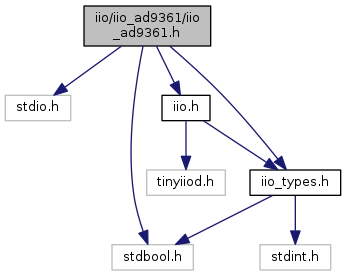 iio/iio_ad9361/iio
_ad9361.h
stdio.h
iio.h
tinyiiod.h
iio_types.h
stdbool.h
stdint.h